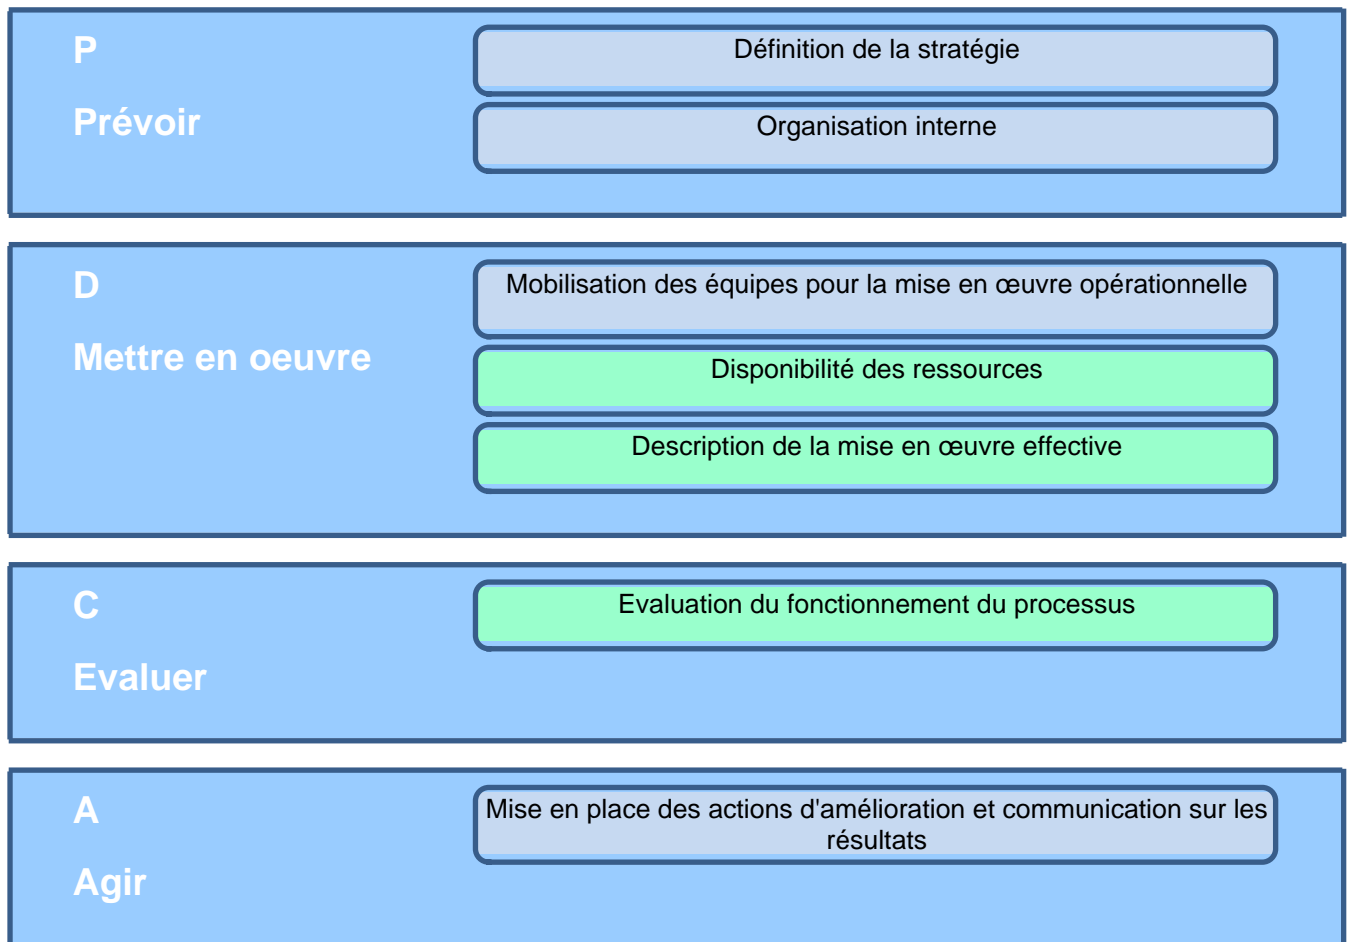 P
Prévoir
Définition de la stratégie
Organisation interne
D
Mettre en oeuvre
Mobilisation des équipes pour la mise en œuvre opérationnelle
Disponibilité des ressources
Description de la mise en œuvre effective
C
Evaluer
Evaluation du fonctionnement du processus
A
Agir
Mise en place des actions d'amélioration et communication sur les
résultats